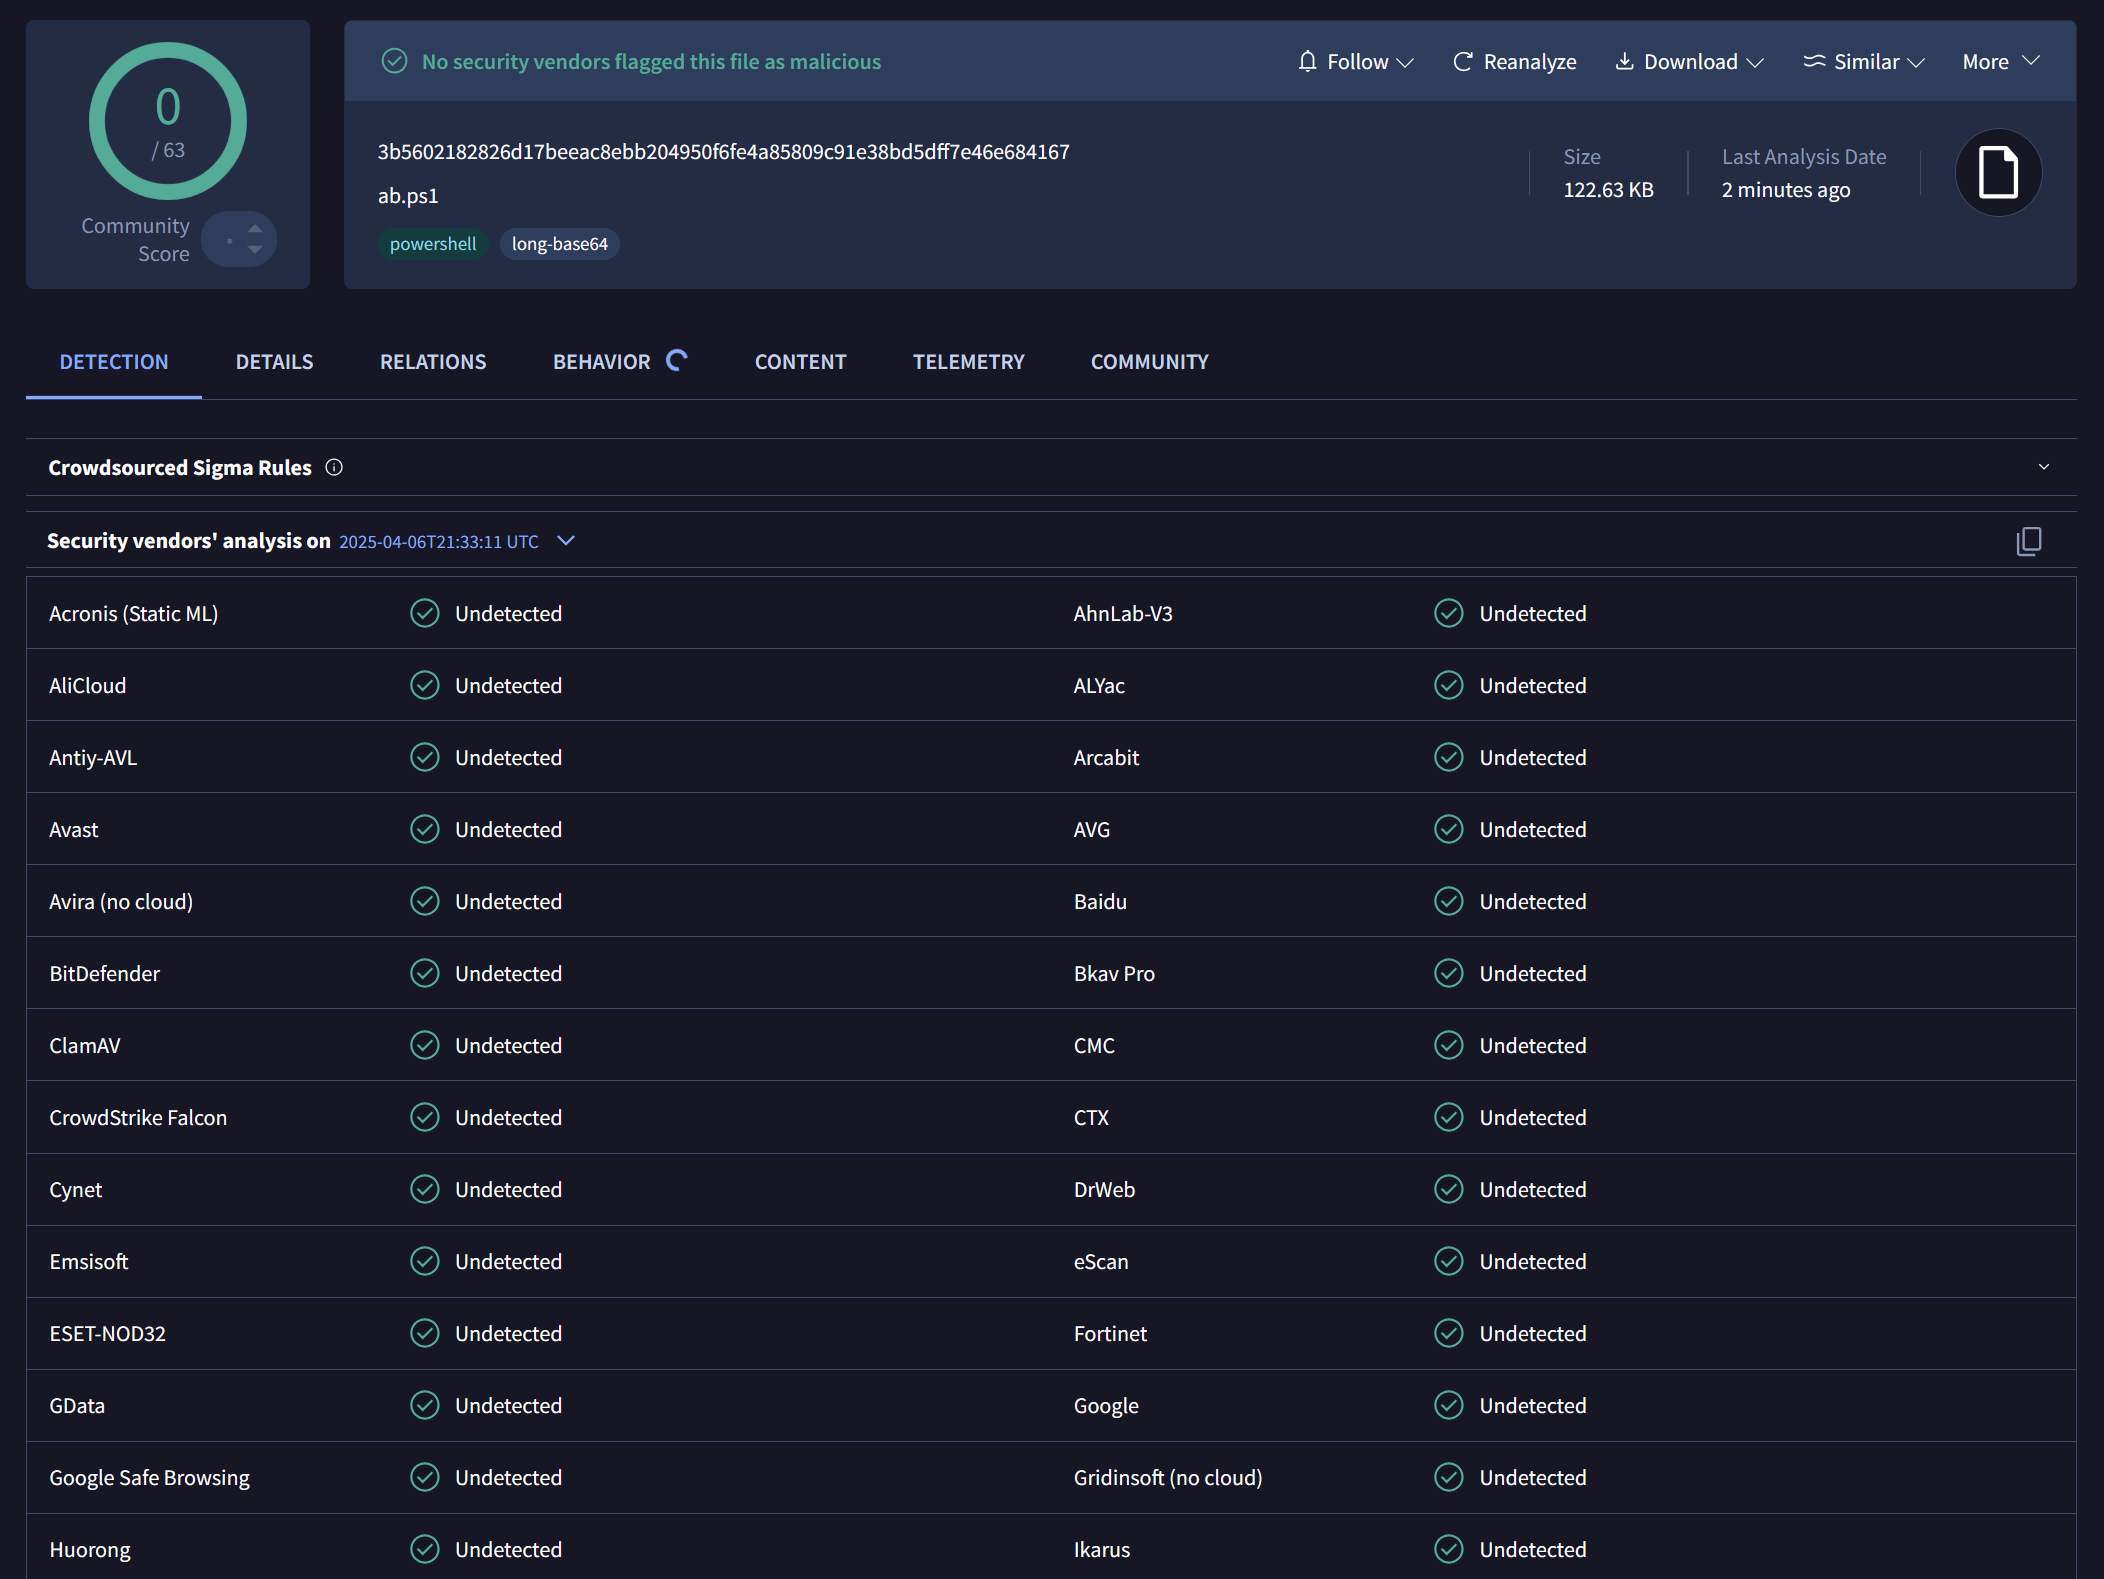 0
/ 63
Community
Score
No security vendors flagged this file as malicious
Follow
Reanalyze
Download
Similar
More
3b5602182826d17beeac8ebb204950f6fe4a85809c91e38bd5dff7e46e684167
ab.ps1
powershell
long-base64
Size
122.63 KB
Last Analysis Date
2 minutes ago
DETECTION
DETAILS
RELATIONS
BEHAVIOR
CONTENT
TELEMETRY
COMMUNITY
Crowdsourced Sigma Rules
Security vendors' analysis on 2025-04-06T21:33:11 UTC
Acronis (Static ML) Undetected AhnLab-V3 Undetected
AliCloud Undetected ALYac Undetected
Antiy-AVL Undetected Arcabit Undetected
Avast Undetected AVG Undetected
Avira (no cloud) Undetected Baidu Undetected
BitDefender Undetected Bkav Pro Undetected
ClamAV Undetected CMC Undetected
CrowdStrike Falcon Undetected CTX Undetected
Cynet Undetected DrWeb Undetected
Emsisoft Undetected eScan Undetected
ESET-NOD32 Undetected Fortinet Undetected
GData Undetected Google Undetected
Google Safe Browsing Undetected Gridinsoft (no cloud) Undetected
Huorong Undetected Ikarus Undetected